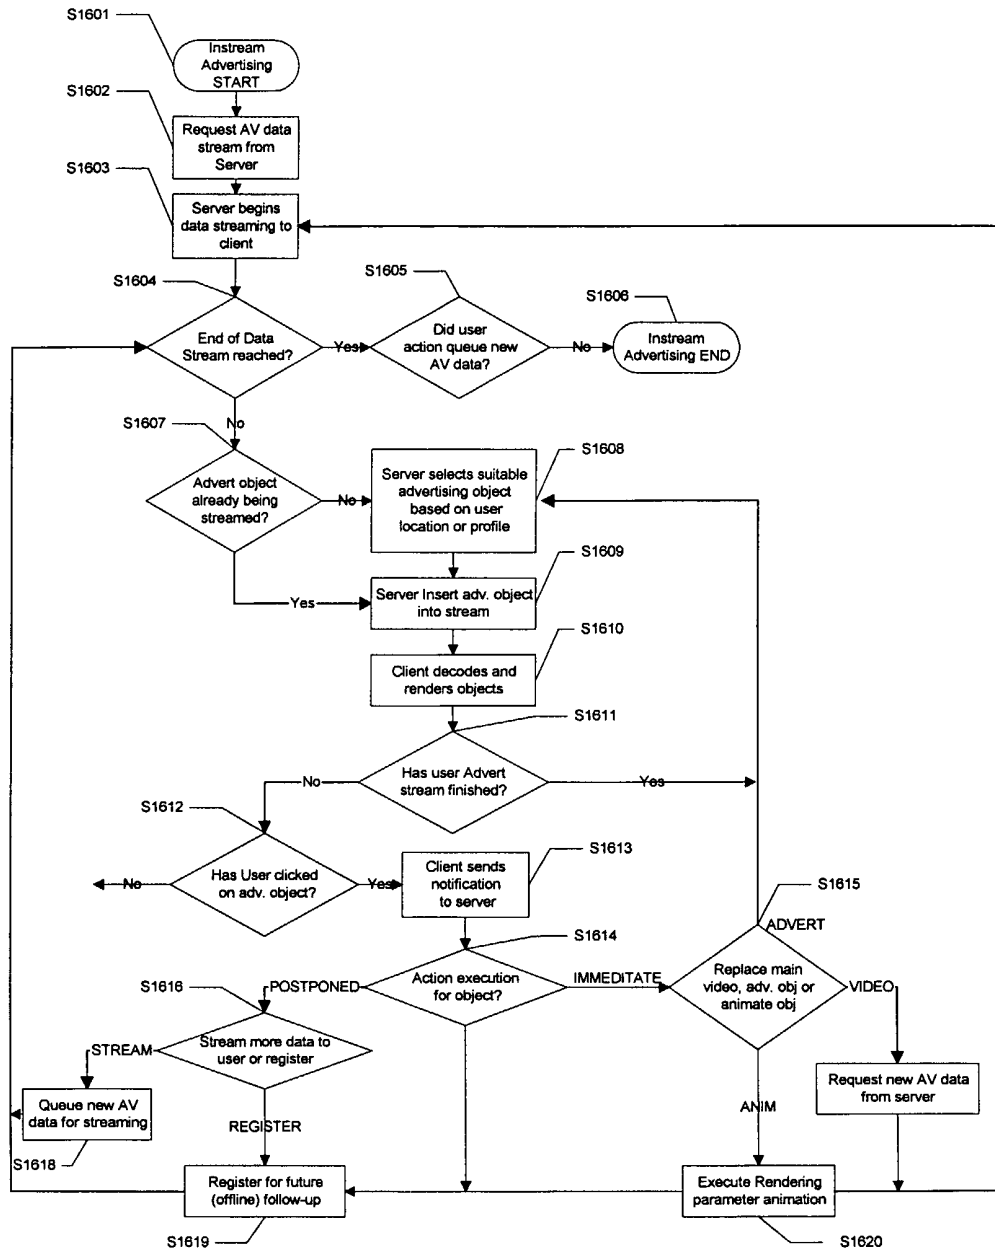 S1601
Instream
Advertising
START
S1602
Request AV data
stream from
Server
S1603
Server begins
data streaming to
client
S1604
End of Data
Stream reached?
Yes
S1605
Did user
action queue new
AV data?
No
S1606
Instream
Advertising END
No
S1607
Advert object
already being
streamed?
No
S1608
Server selects suitable
advertising object
based on user
location or profile
Yes
S1609
Server Insert adv. object
into stream
S1610
Client decodes and
renders objects
S1611
Has user Advert
stream finished?
No
Yes
S1612
Has User clicked
on adv. object?
No
Yes
S1613
Client sends
notification
to server
S1614
Action execution
for object?
POSTPONED
IMMEDITATE
S1615
ADVERT
Replace main
video, adv. obj or
animate obj
VIDEO
S1616
Stream more data to
user or register
STREAM
Queue new AV
data for streaming
S1618
REGISTER
ANIM
Request new AV data
from server
Register for future
(offline) follow-up
S1619
Execute Rendering
parameter animation
S1620